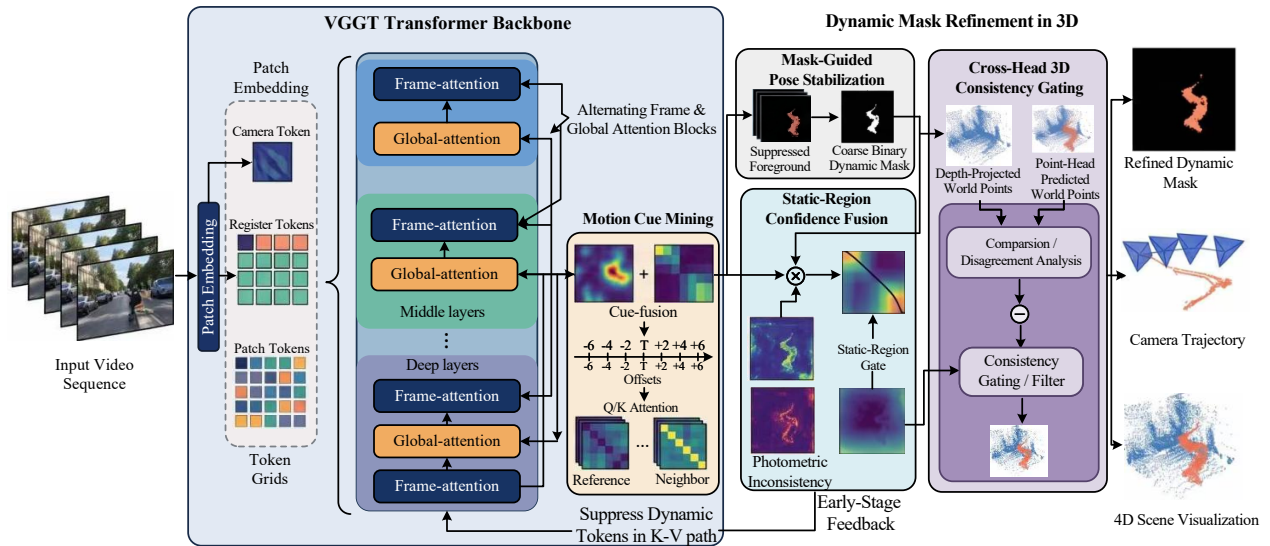 VGGT Transformer Backbone
Dynamic Mask Refinement in 3D
Patch
Embedding
Camera Token
Register Tokens
Patch Tokens
Token
Grids
Patch Embedding
Input Video
Sequence
Frame-attention
Global-attention
Alternating Frame &
Global Attention Blocks
Frame-attention
Global-attention
Middle layers
Deep layers
Frame-attention
Global-attention
Frame-attention
Motion Cue Mining
+
Cue-fusion
-6 -4 -2 T +2 +4 +6
-6 -4 -2 T +2 +4 +6
Offsets
Q/K Attention
...
Reference
Neighbor
Suppress Dynamic
Tokens in K-V path
Early-Stage
Feedback
Mask-Guided
Pose Stabilization
Suppressed
Foreground
Coarse Binary
Dynamic Mask
Static-Region
Confidence Fusion
Static-Region
Gate
Photometric
Inconsistency
Cross-Head 3D
Consistency Gating
Depth-Projected
World Points
Point-Head
Predicted
World Points
Comparsion /
Disagreement Analysis
Consistency
Gating / Filter
Refined Dynamic
Mask
Camera Trajectory
4D Scene Visualization